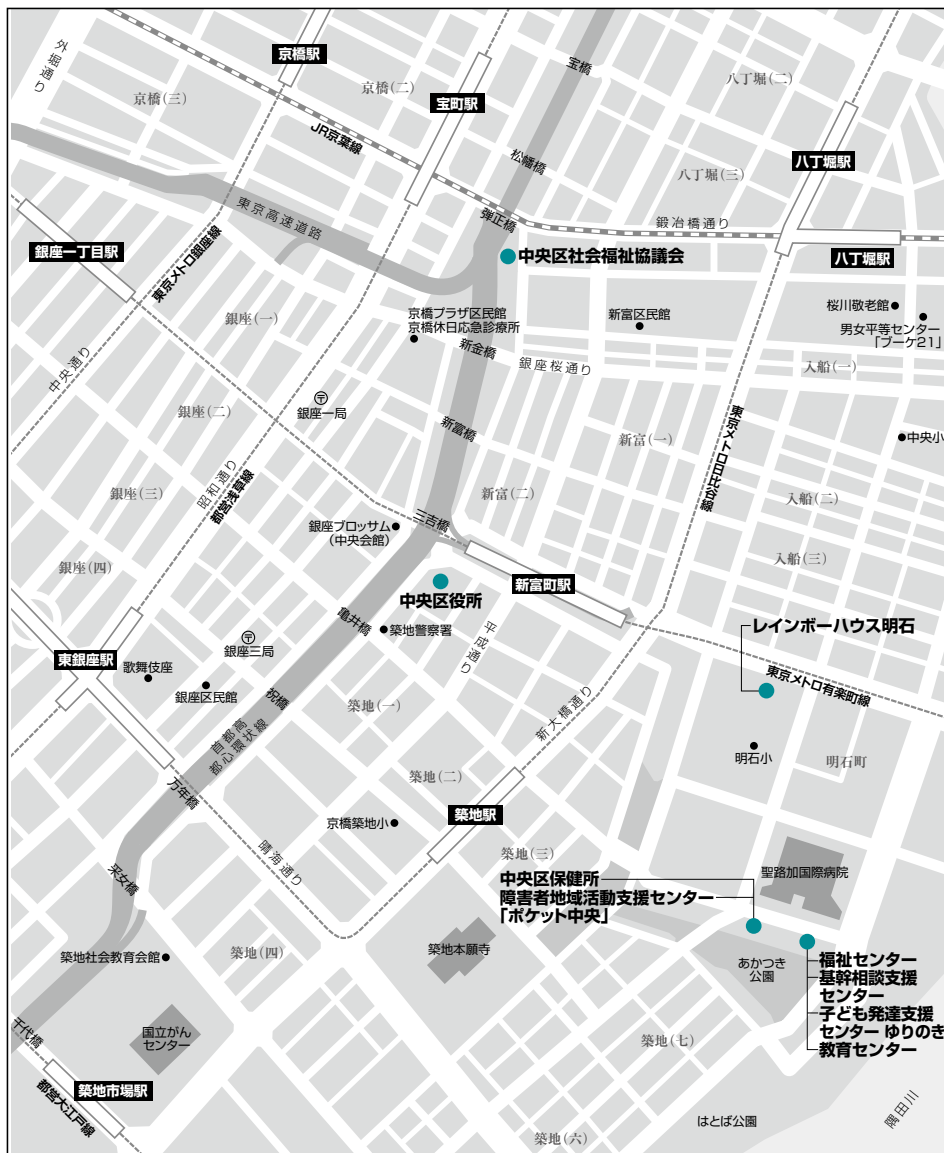 外堀通り
京橋駅
京橋(三)
京橋(二)
宝町駅
宝橋
八丁堀(二)
JR京葉線
松幡橋
八丁堀駅
八丁堀(三)
東京高速道路
弾正橋
鍛冶橋通り
銀座一丁目駅
東京メトロ銀座線
中央区社会福祉協議会
八丁堀駅
銀座(一)
京橋プラザ区民館
京橋休日応急診療所
新富区民館
桜川敬老館
男女平等センター
「ブーケ21」
新金橋
銀座桜通り
中央通り
入船(一)
銀座(二)
〒
銀座一局
新富橋
新富(一)
東京メトロ日比谷線
中央小
銀座(三)
昭和通り
都営浅草線
新富(二)
入船(二)
銀座ブロッサム
(中央会館)
三吉橋
入船(三)
銀座(四)
新富町駅
中央区役所
亀井橋
築地警察署
平成通り
レインボーハウス明石
〒
銀座三局
東銀座駅
歌舞伎座
銀座区民館
祝橋
東京メトロ有楽町線
築地(一)
新大橋通り
首都高
都心環状線
明石小
明石町
築地(二)
万年橋
築地駅
京橋築地小
晴海通り
築地(三)
采女橋
聖路加国際病院
中央区保健所
障害者地域活動支援センター
「ポケット中央」
築地(四)
築地本願寺
築地社会教育会館
あかつき
公園
福祉センター
基幹相談支援
センター
子ども発達支援
センター ゆりのき
教育センター
千代橋
国立がん
センター
築地(七)
築地市場駅
都営大江戸線
はとば公園
隅田川
築地(六)